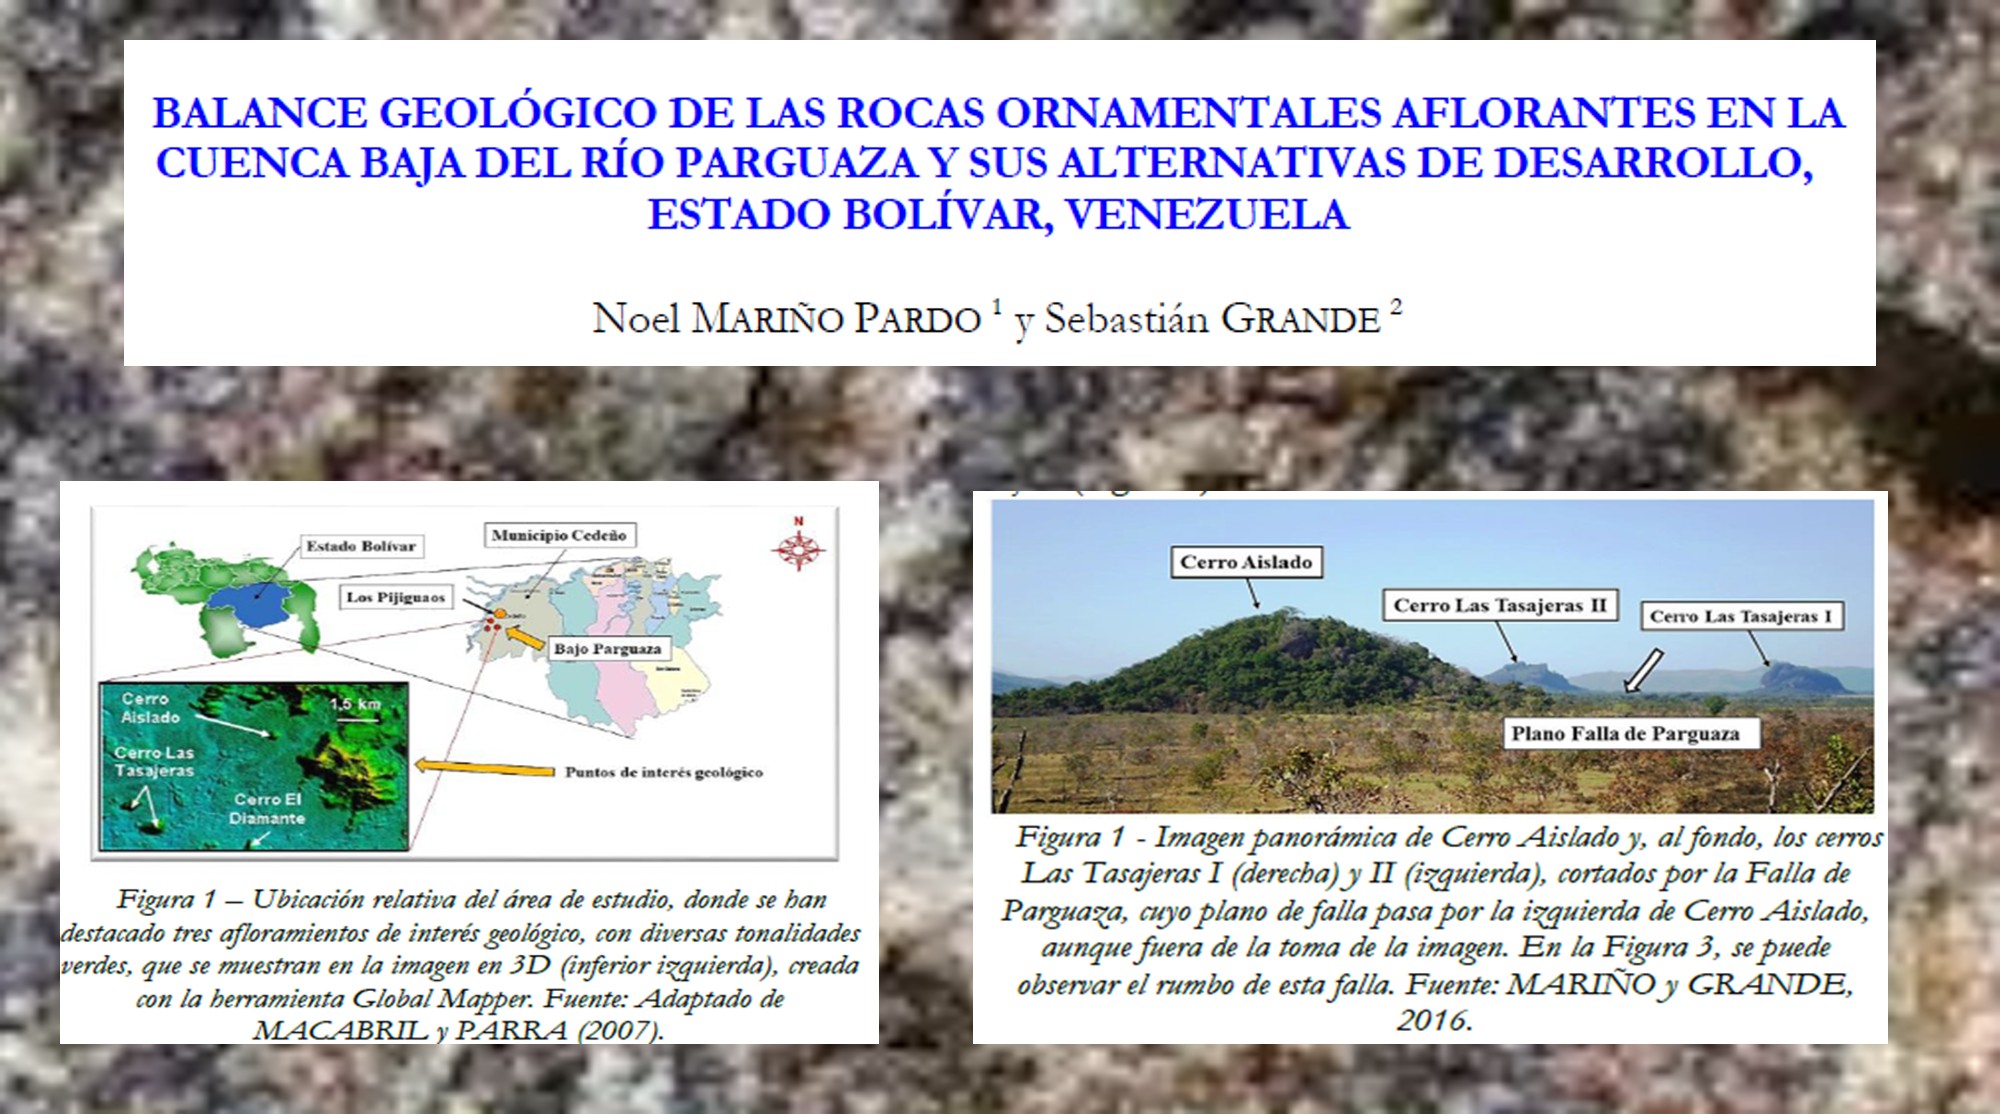 BALANCE GEOLÓGICO DE LAS ROCAS ORNAMENTALES AFLORANTES EN LA
CUENCA BAJA DEL RÍO PARGUAZA Y SUS ALTERNATIVAS DE DESARROLLO,
ESTADO BOLÍVAR, VENEZUELA
Noel MARIÑO PARDO 1 y Sebastián GRANDE 2
Estado Bolívar
Municipio Cedeño
N
Los Pijiguaos
Bajo Parguaza
Cerro
Aislado
1,5 km
Cerro Las
Tasajeras
Cerro El
Diamante
Puntos de interés geológico
Figura 1 – Ubicación relativa del área de estudio, donde se han
destacado tres afloramientos de interés geológico, con diversas tonalidades
verdes, que se muestran en la imagen en 3D (inferior izquierda), creada
con la herramienta Global Mapper. Fuente: Adaptado de
MACABRIL y PARRA (2007).
Cerro Aislado
Cerro Las Tasajeras II
Cerro Las Tasajeras I
Plano Falla de Parguaza
Figura 1 - Imagen panorámica de Cerro Aislado y, al fondo, los cerros
Las Tasajeras I (derecha) y II (izquierda), cortados por la Falla de
Parguaza, cuyo plano de falla pasa por la izquierda de Cerro Aislado,
aunque fuera de la toma de la imagen. En la Figura 3, se puede
observar el rumbo de esta falla. Fuente: MARIÑO y GRANDE,
2016.